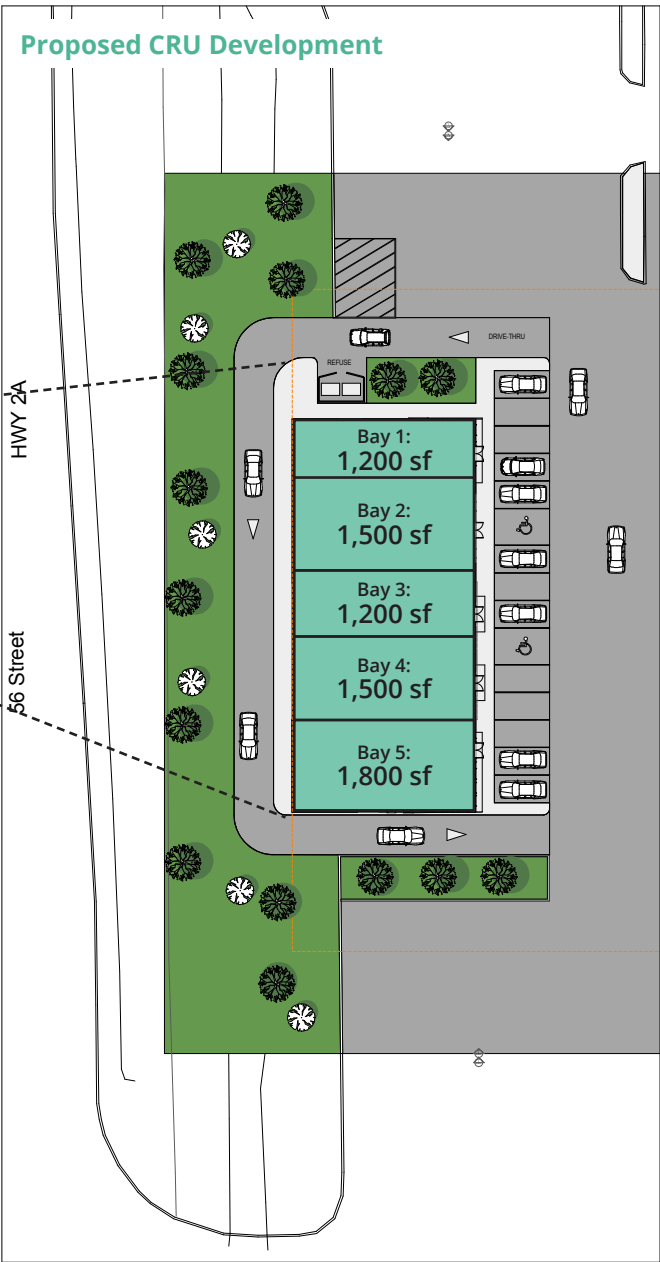 Proposed CRU Development
DRIVE-THRU
REFUSE
HWY 2A
Bay 1:
1,200 sf
Bay 2:
1,500 sf
Bay 3:
1,200 sf
Bay 4:
1,500 sf
56 Street
Bay 5:
1,800 sf